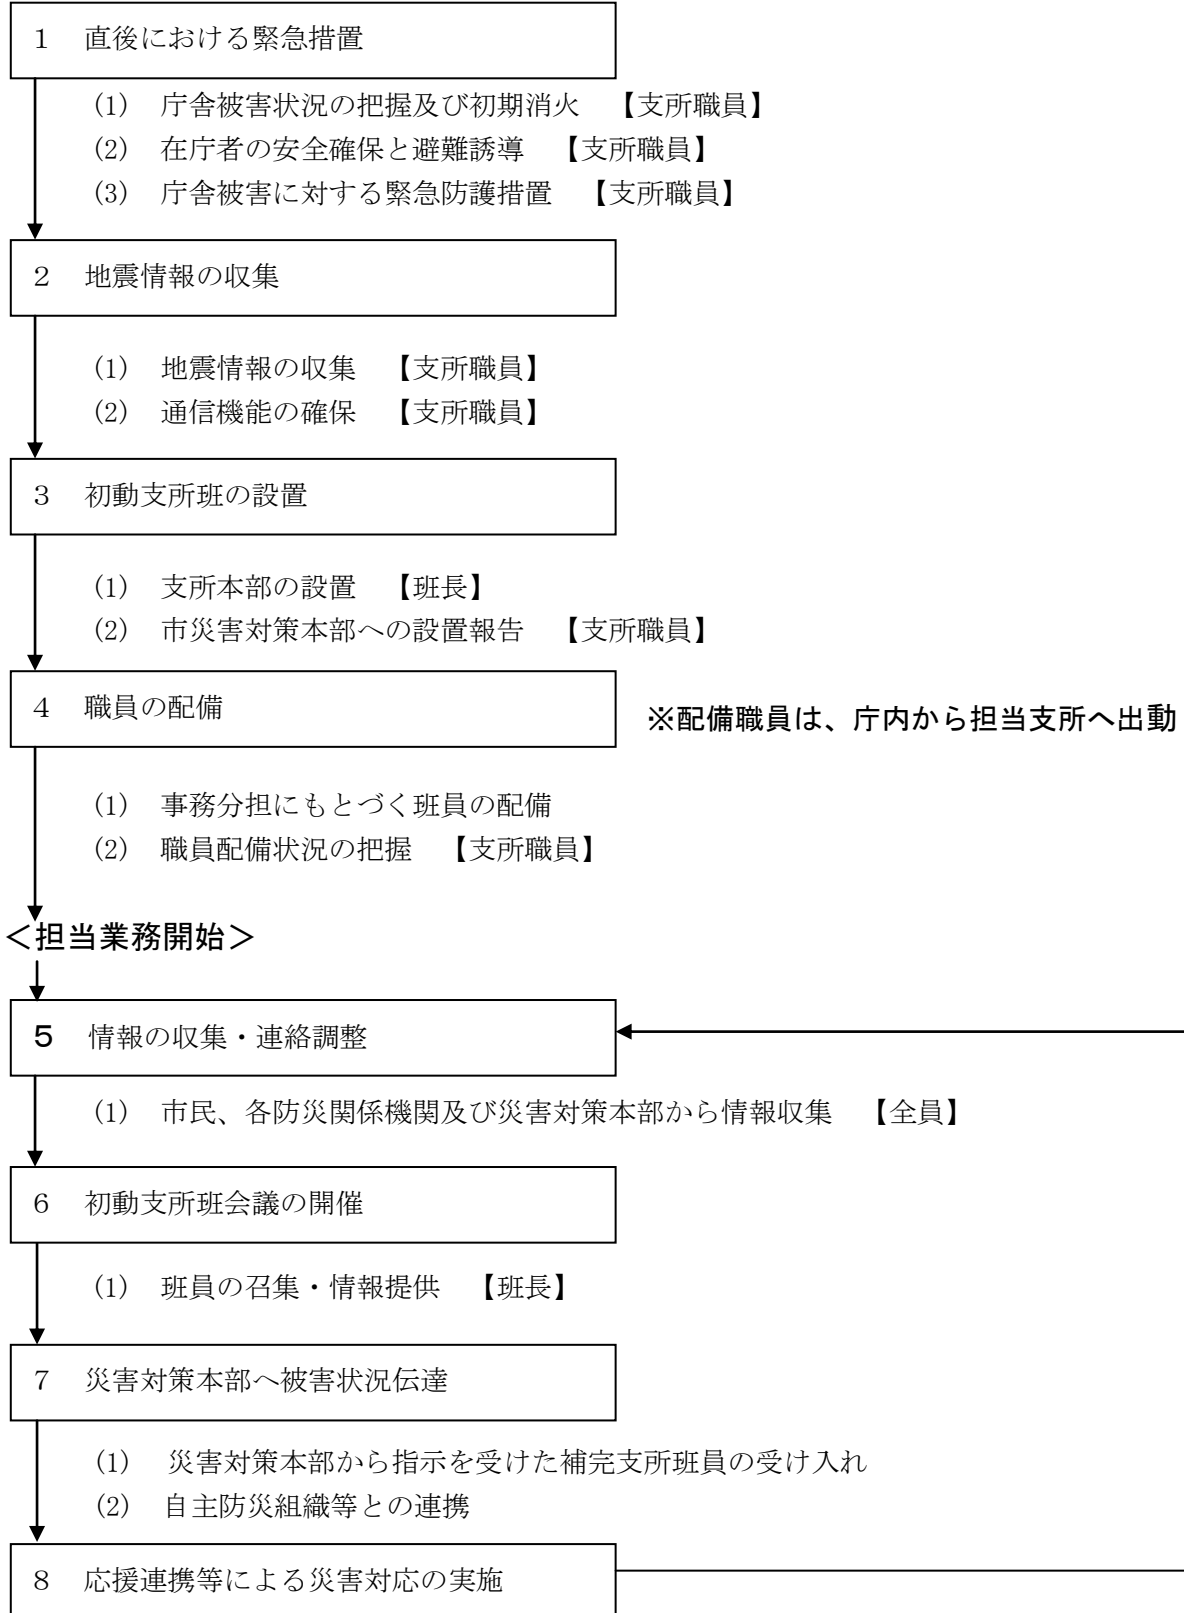 １　直後における緊急措置
(1)　庁舎被害状況の把握及び初期消火　【支所職員】
(2)　在庁者の安全確保と避難誘導　【支所職員】
(3)　庁舎被害に対する緊急防護措置　【支所職員】
２　地震情報の収集
(1)　地震情報の収集　【支所職員】
(2)　通信機能の確保　【支所職員】
３　初動支所班の設置
(1)　支所本部の設置　【班長】
(2)　市災害対策本部への設置報告　【支所職員】
４　職員の配備
※配備職員は、庁内から担当支所へ出動
(1)　事務分担にもとづく班員の配備
(2)　職員配備状況の把握　【支所職員】
＜担当業務開始＞
５　情報の収集・連絡調整
(1)　市民、各防災関係機関及び災害対策本部から情報収集　【全員】
６　初動支所班会議の開催
(1)　班員の召集・情報提供　【班長】
７　災害対策本部へ被害状況伝達
(1)　災害対策本部から指示を受けた補完支所班員の受け入れ
(2)　自主防災組織等との連携
８　応援連携等による災害対応の実施